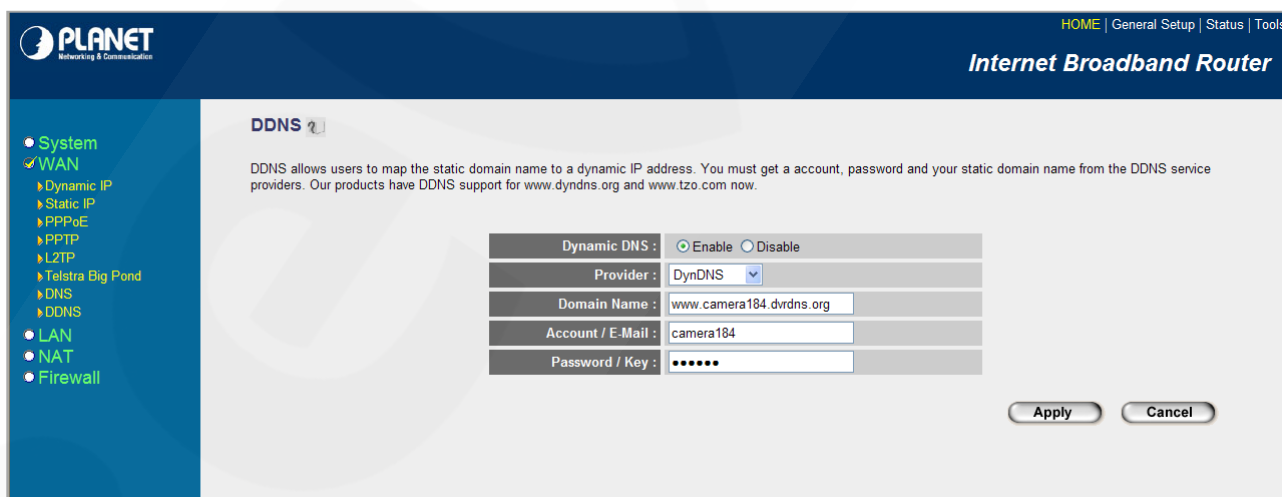 PLANET
Networking & Communication
HOME | General Setup | Status | Tools
Internet Broadband Router
System
WAN
Dynamic IP
Static IP
PPPoE
PPTP
L2TP
Telstra Big Pond
DNS
DDNS
LAN
NAT
Firewall
DDNS
DDNS allows users to map the static domain name to a dynamic IP address. You must get a account, password and your static domain name from the DDNS service
providers. Our products have DDNS support for www.dyndns.org and www.tzo.com now.
Dynamic DNS : Enable Disable
Provider : DynDNS
Domain Name : www.camera184.dvrdns.org
Account / E-Mail : camera184
Password / Key : ••••••
Apply Cancel